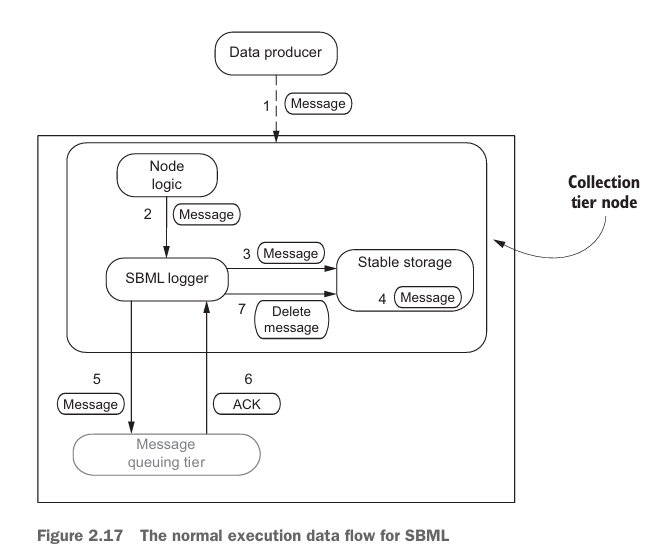 Data producer
1 Message
Node
logic
2 Message
Collection
tier node
3 Message
Stable storage
SBML logger
4 Message
7 Delete
message
5
Message
6
ACK
Message
queuing tier
Figure 2.17 The normal execution data flow for SBML